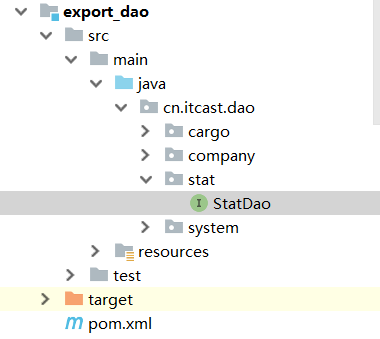 export_dao
src
main
java
cn.itcast.dao
cargo
company
stat
I StatDao
system
resources
test
target
m pom.xml